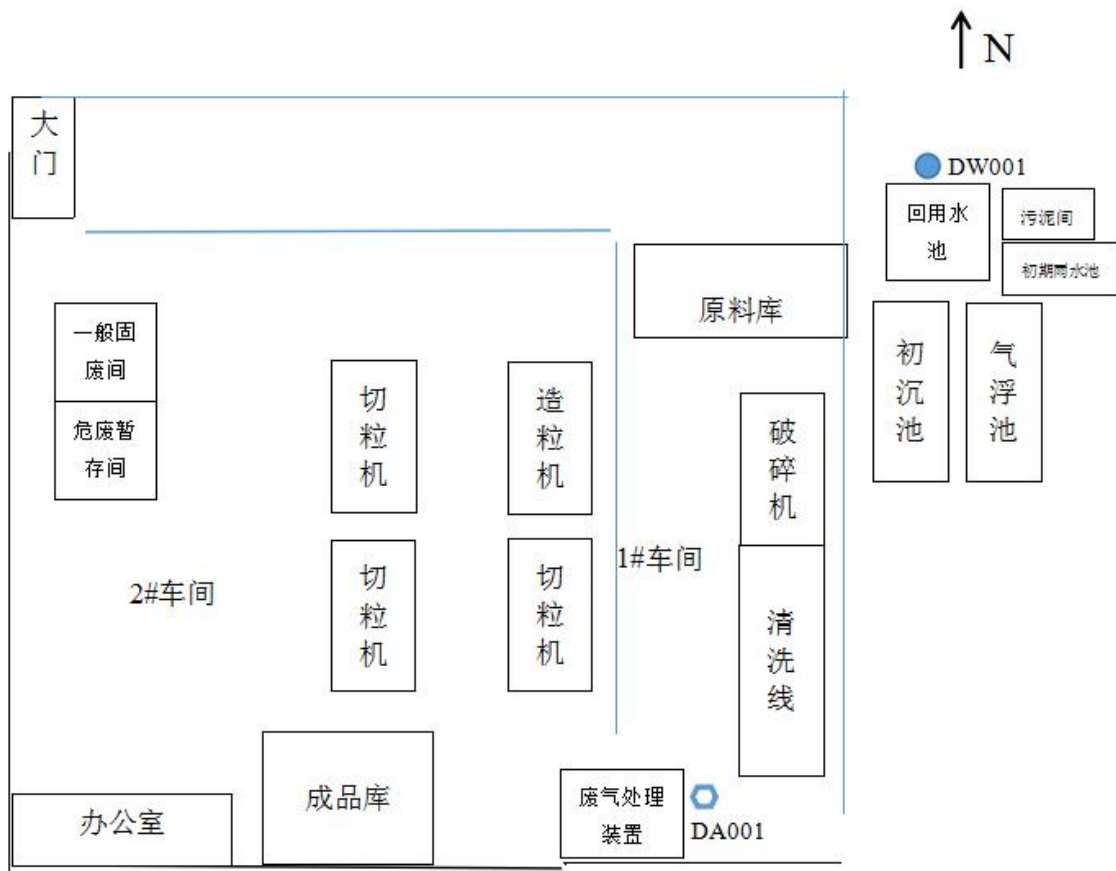 N
大
门
DW001
回用水
池
污泥间
初期雨水池
原料库
一般固
废间
危废暂
存间
切
粒
机
造
粒
机
破
碎
机
初
沉
池
气
浮
池
2#车间
切
粒
机
切
粒
机
1#车间
清
洗
线
办公室
成品库
废气处理
装置
DA001